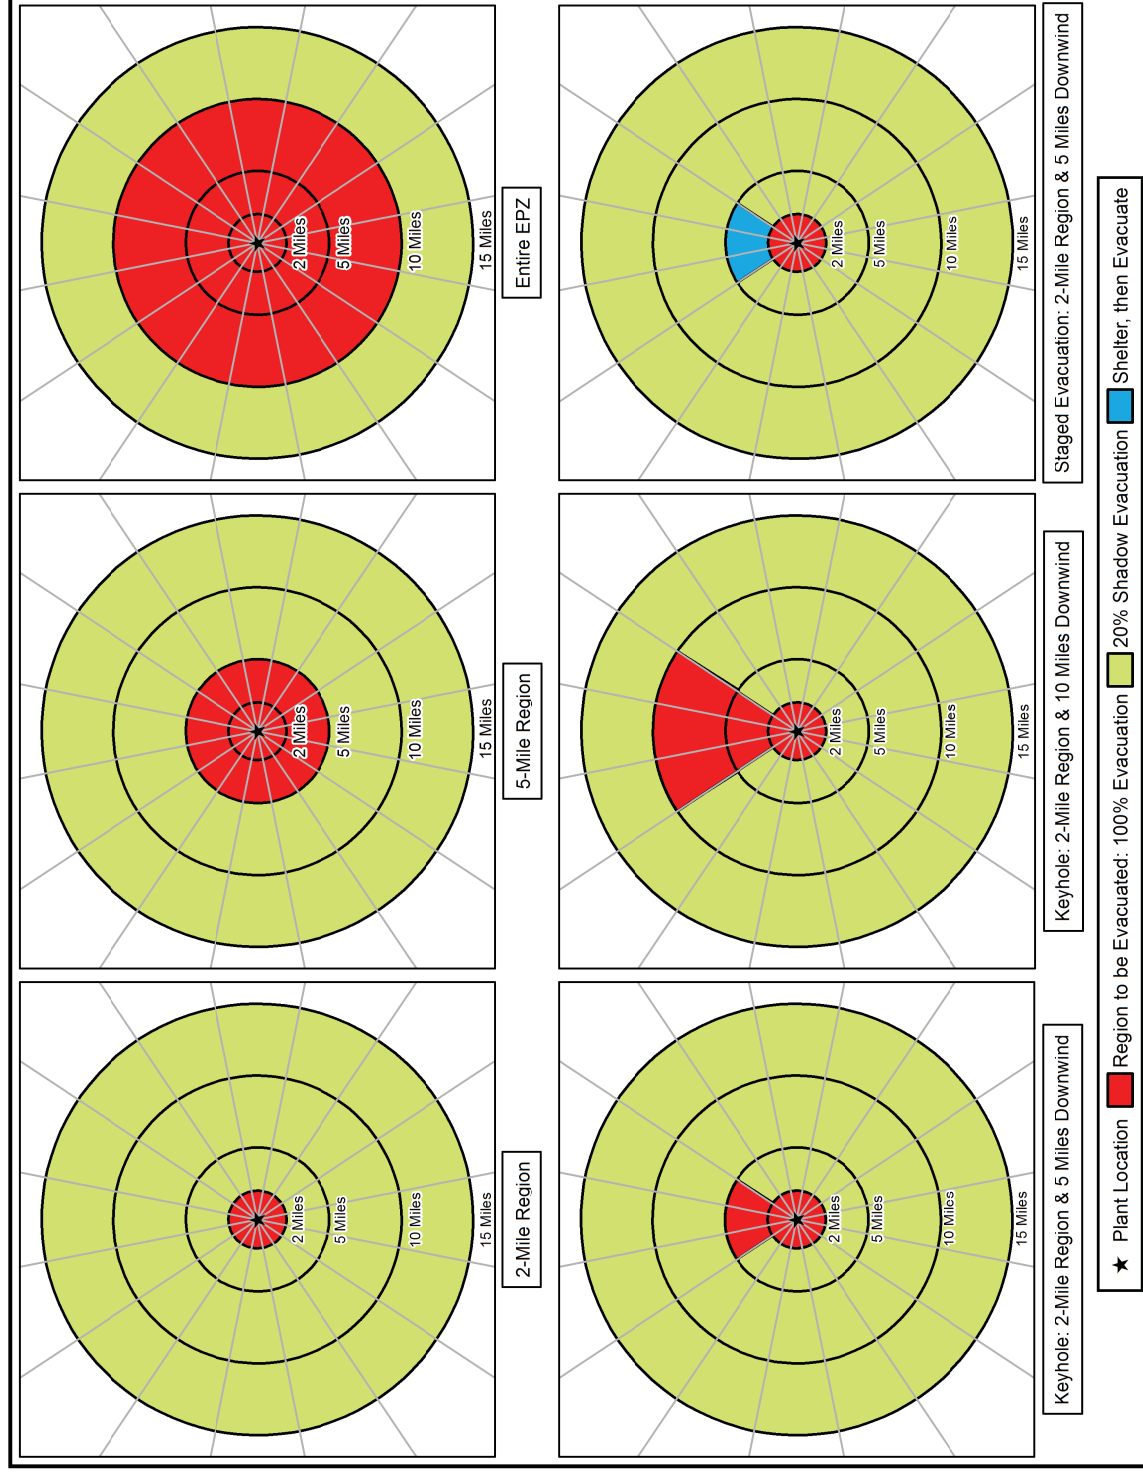 2 Miles
5 Miles
10 Miles
15 Miles
2-Mile Region
2 Miles
5 Miles
10 Miles
15 Miles
5-Mile Region
2 Miles
5 Miles
10 Miles
15 Miles
Entire EPZ
2 Miles
5 Miles
10 Miles
15 Miles
Keyhole: 2-Mile Region & 5 Miles Downwind
2 Miles
5 Miles
10 Miles
15 Miles
Keyhole: 2-Mile Region & 10 Miles Downwind
2 Miles
5 Miles
10 Miles
15 Miles
Staged Evacuation: 2-Mile Region & 5 Miles Downwind
Plant Location Region to be Evacuated: 100% Evacuation 20% Shadow Evacuation Shelter, then Evacuate